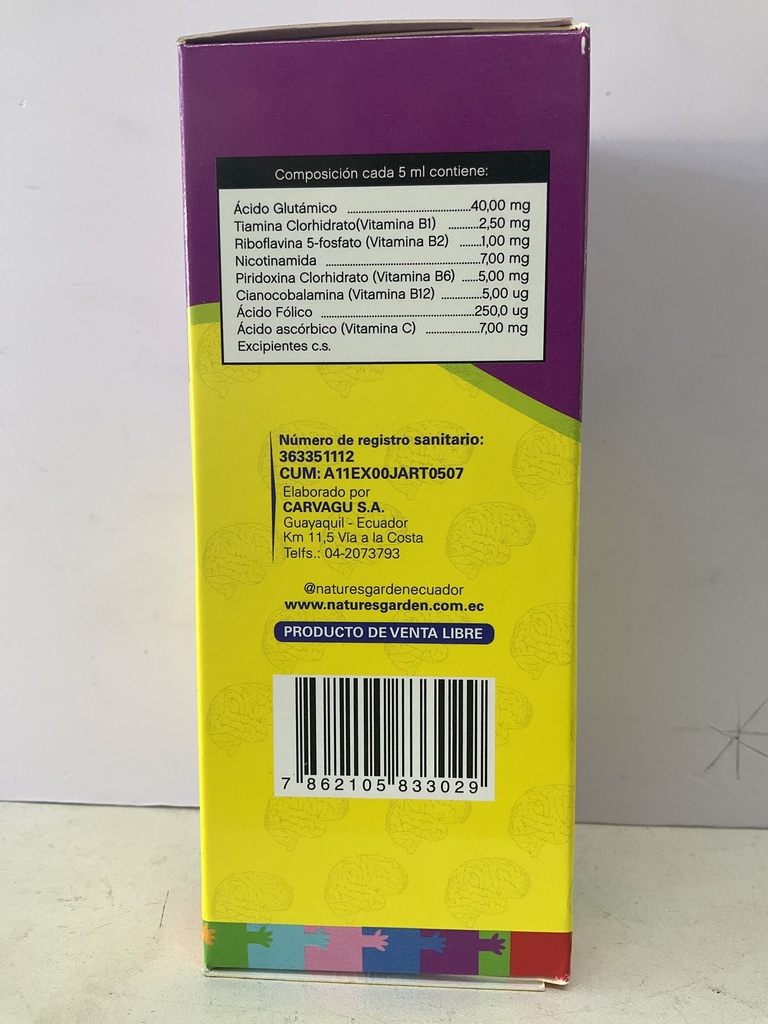 Composición cada 5 ml contiene:
Ácido Glutámico ........................................40,00 mg
Tiamina Clorhidrato(Vitamina B1) ..........2,50 mg
Riboflavina 5-fosfato (Vitamina B2) .......1,00 mg
Nicotinamida ..................................................7,00 mg
Piridoxina Clorhidrato (Vitamina B6) .....5,00 mg
Cianocobalamina (Vitamina B12) .............5,00 ug
Ácido Fólico ..................................................250,0 ug
Ácido ascórbico (Vitamina C) .................7,00 mg
Excipientes c.s.
Número de registro sanitario:
363351112
CUM: A11EX00JART0507
Elaborado por
CARVAGU S.A.
Guayaquíl - Ecuador
Km 11,5 Vía a la Costa
Telfs.: 04-2073793
@naturesgardenecuador
www.naturesgarden.com.ec
PRODUCTO DE VENTA LIBRE
7 862105 833029